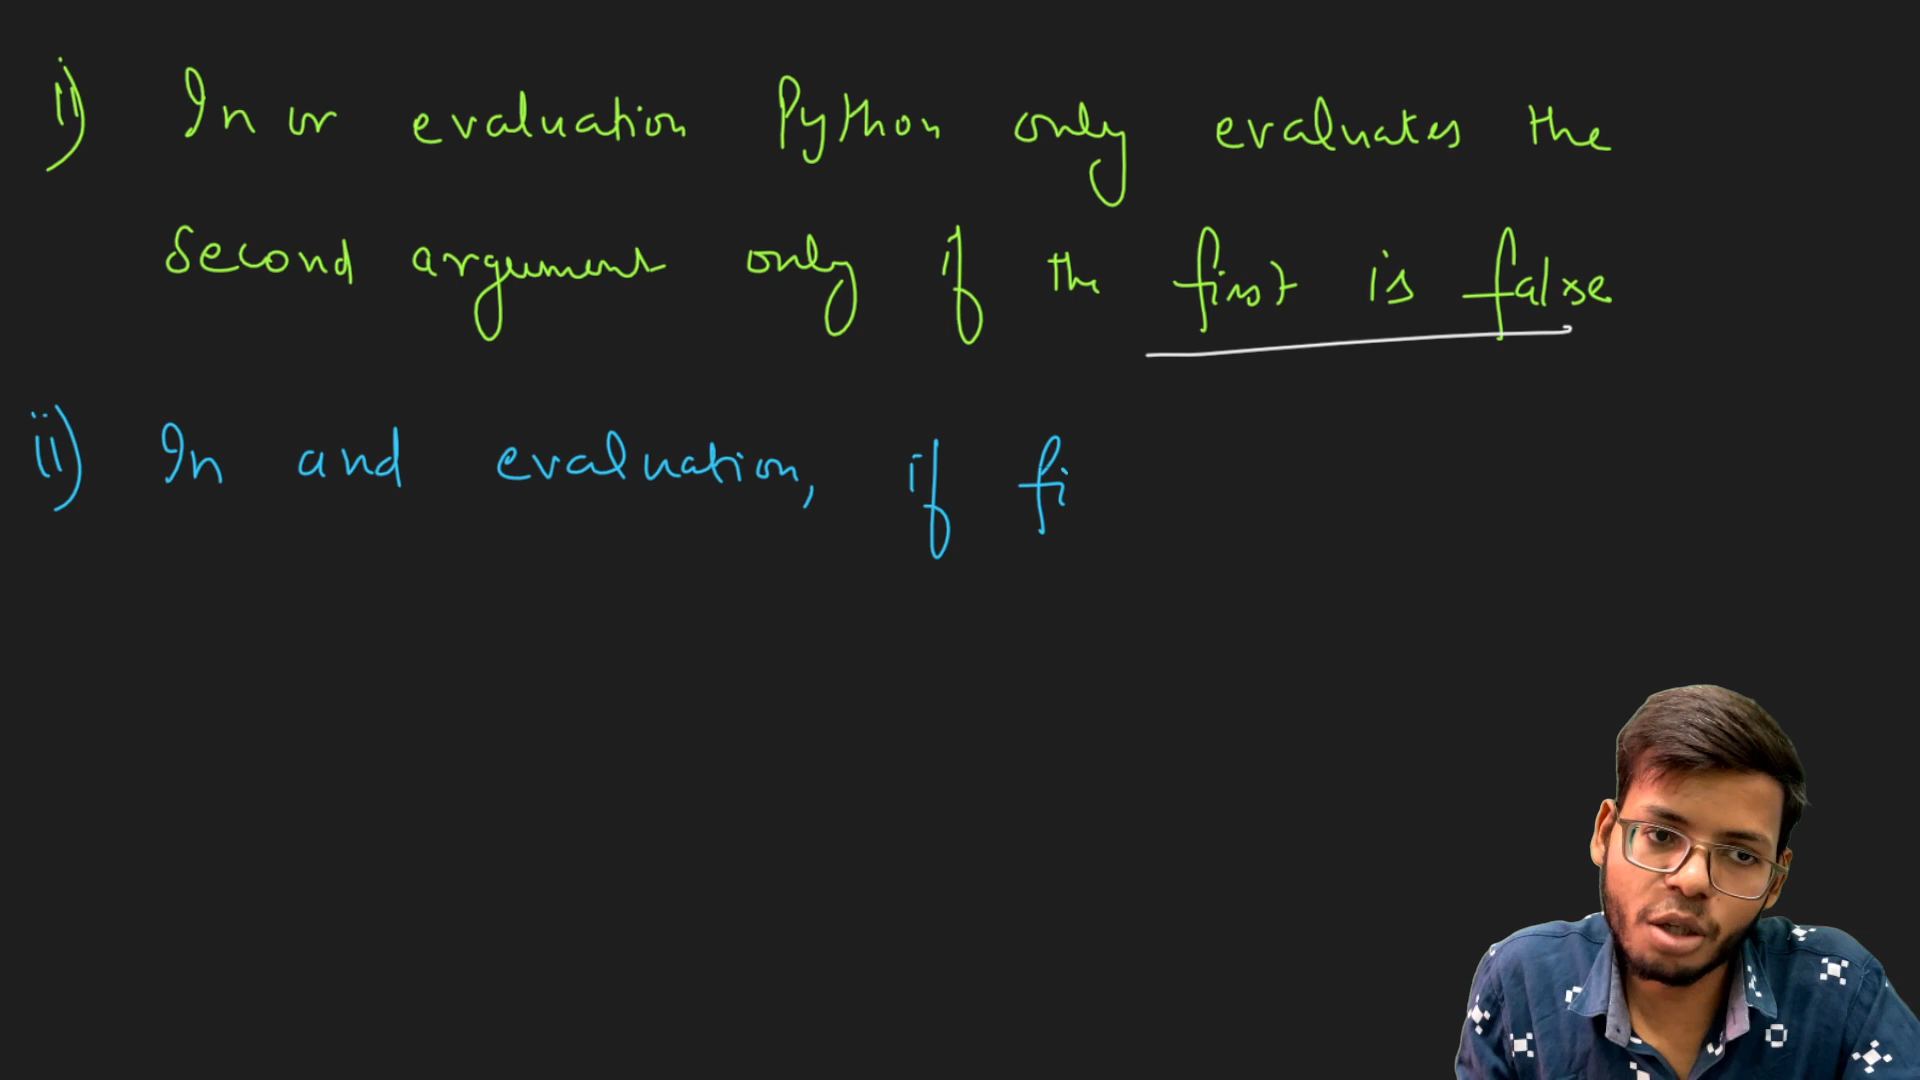 i) In or evaluation Python only evaluates the
second argument only if the first is false
ii) In and evaluation, if fi